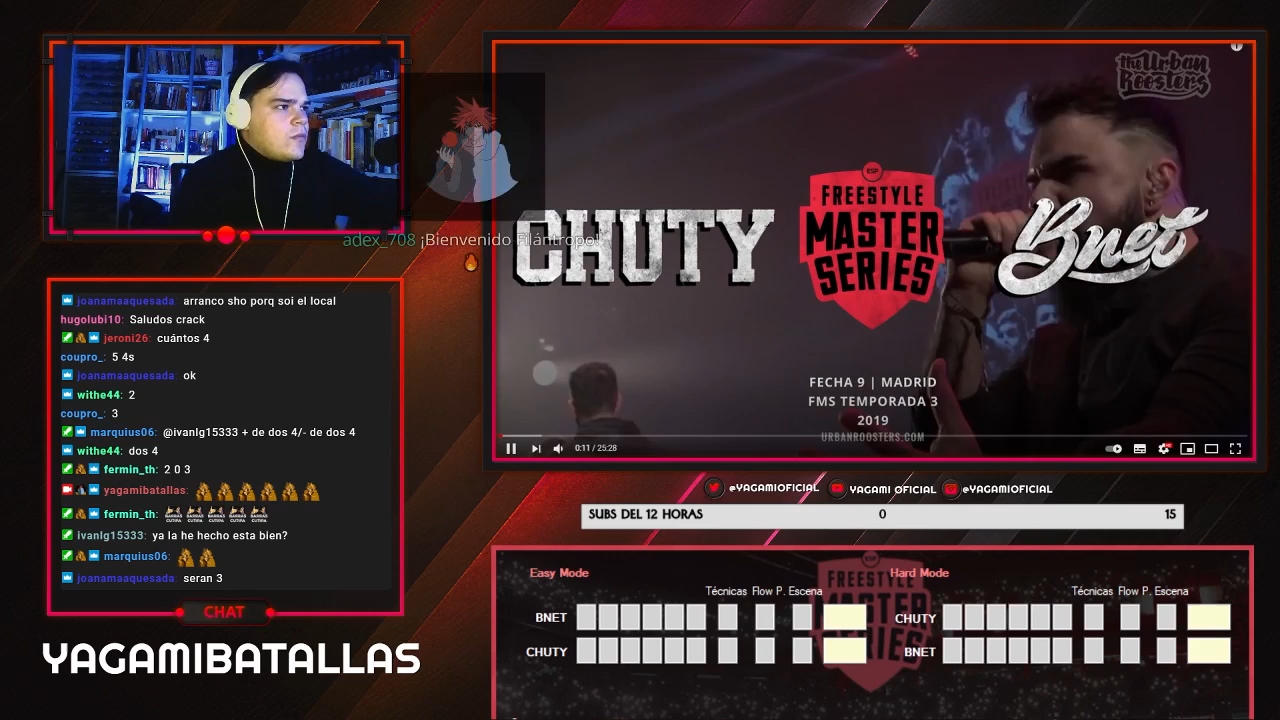 the Urban
Roosters
ESP
FREESTYLE
MASTER
SERIES
CHUTY
Bnet
FECHA 9 | MADRID
FMS TEMPORADA 3
2019
URBANROOSTERS.COM
0:11 / 25:28
adex_708 ¡Bienvenido Filántropo!
joanamaaquesada: arranco sho porq soi el local
hugolubi10: Saludos crack
jeroni26: cuántos 4
coupro_: 5 4s
joanamaaquesada: ok
withe44: 2
coupro_: 3
marquius06: @ivanlg15333 + de dos 4/- de dos 4
withe44: dos 4
fermin_th: 2 0 3
yagamibatallas:
fermin_th:
ivanlg15333: ya la he hecho esta bien?
marquius06:
joanamaaquesada: seran 3
CHAT
YAGAMIBATALLAS
@YAGAMIOFICIAL YAGAMI OFICIAL @YAGAMIOFICIAL
SUBS DEL 12 HORAS 0 15
Easy Mode
Técnicas Flow P. Escena
BNET
CHUTY
Hard Mode
Técnicas Flow P. Escena
CHUTY
BNET
FREESTYLE
MASTER
SERIES